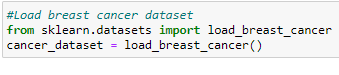 #Load breast cancer dataset
from sklearn.datasets import load_breast_cancer
cancer_dataset = load_breast_cancer()